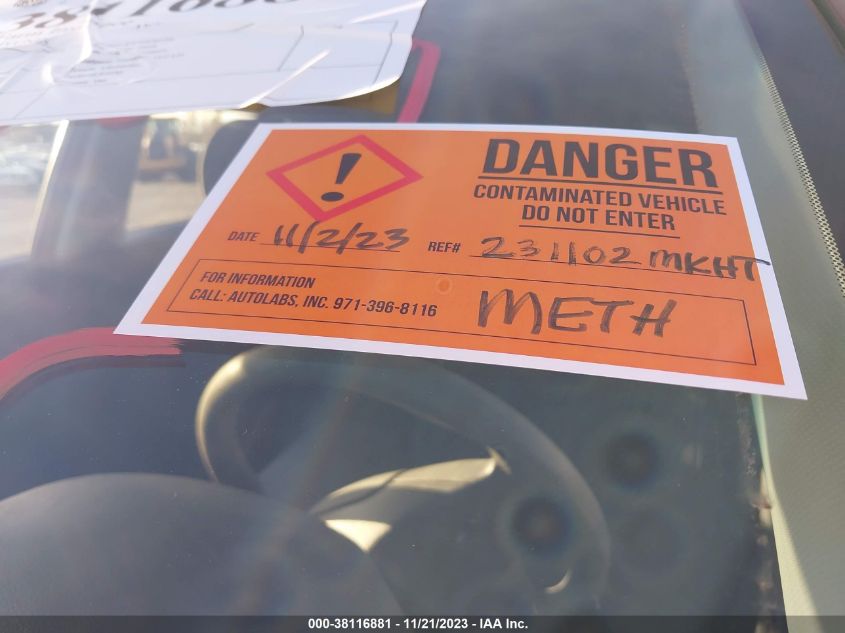 DANGER
CONTAMINATED VEHICLE
DO NOT ENTER
DATE 11/2/23 REF# 231102 MKHT
FOR INFORMATION
CALL: AUTOLABS, INC. 971-396-8116
METH
000-38116881 - 11/21/2023 - IAA Inc.